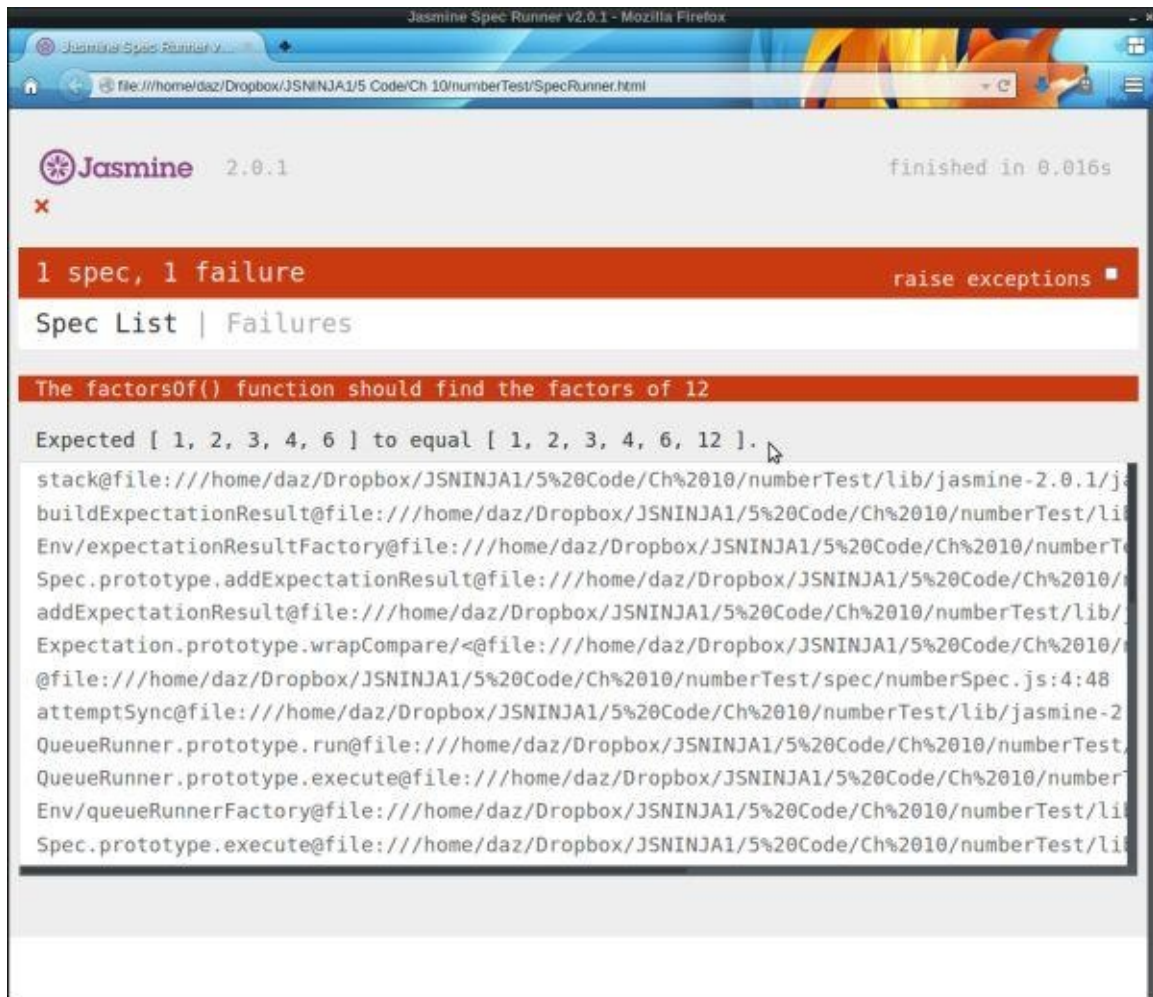 Jasmine Spec Runner v2.0.1 - Mozilla Firefox
Jasmine Spec Runner v...
file:///home/daz/Dropbox/JSNINJA1/5 Code/Ch 10/numberTest/SpecRunner.html
Jasmine 2.0.1 finished in 0.016s
1 spec, 1 failure raise exceptions
Spec List | Failures
The factorsOf() function should find the factors of 12
Expected [ 1, 2, 3, 4, 6 ] to equal [ 1, 2, 3, 4, 6, 12 ].
stack@file:///home/daz/Dropbox/JSNINJA1/5%20Code/Ch%2010/numberTest/lib/jasmine-2.0.1/ja
buildExpectationResult@file:///home/daz/Dropbox/JSNINJA1/5%20Code/Ch%2010/numberTest/lib
Env/expectationResultFactory@file:///home/daz/Dropbox/JSNINJA1/5%20Code/Ch%2010/numberTe
Spec.prototype.addExpectationResult@file:///home/daz/Dropbox/JSNINJA1/5%20Code/Ch%2010/n
addExpectationResult@file:///home/daz/Dropbox/JSNINJA1/5%20Code/Ch%2010/numberTest/lib/j
Expectation.prototype.wrapCompare/<@file:///home/daz/Dropbox/JSNINJA1/5%20Code/Ch%2010/n
@file:///home/daz/Dropbox/JSNINJA1/5%20Code/Ch%2010/numberTest/spec/numberSpec.js:4:48
attemptSync@file:///home/daz/Dropbox/JSNINJA1/5%20Code/Ch%2010/numberTest/lib/jasmine-2
QueueRunner.prototype.run@file:///home/daz/Dropbox/JSNINJA1/5%20Code/Ch%2010/numberTest/
QueueRunner.prototype.execute@file:///home/daz/Dropbox/JSNINJA1/5%20Code/Ch%2010/numberT
Env/queueRunnerFactory@file:///home/daz/Dropbox/JSNINJA1/5%20Code/Ch%2010/numberTest/lib
Spec.prototype.execute@file:///home/daz/Dropbox/JSNINJA1/5%20Code/Ch%2010/numberTest/lib